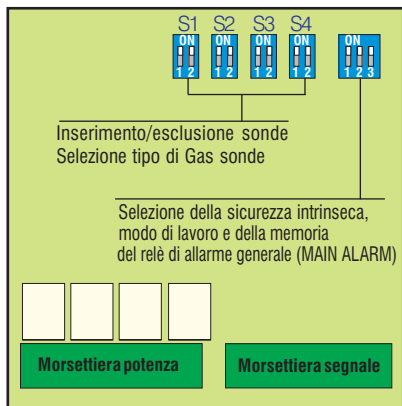 S1 S2 S3 S4
ON ON ON ON ON
1 2 1 2 1 2 1 2 1 2 3
Inserimento/esclusione sonde
Selezione tipo di Gas sonde
Selezione della sicurezza intrinseca,
modo di lavoro e della memoria
del relè di allarme generale (MAIN ALARM)
Morsettiera potenza Morsettiera segnale